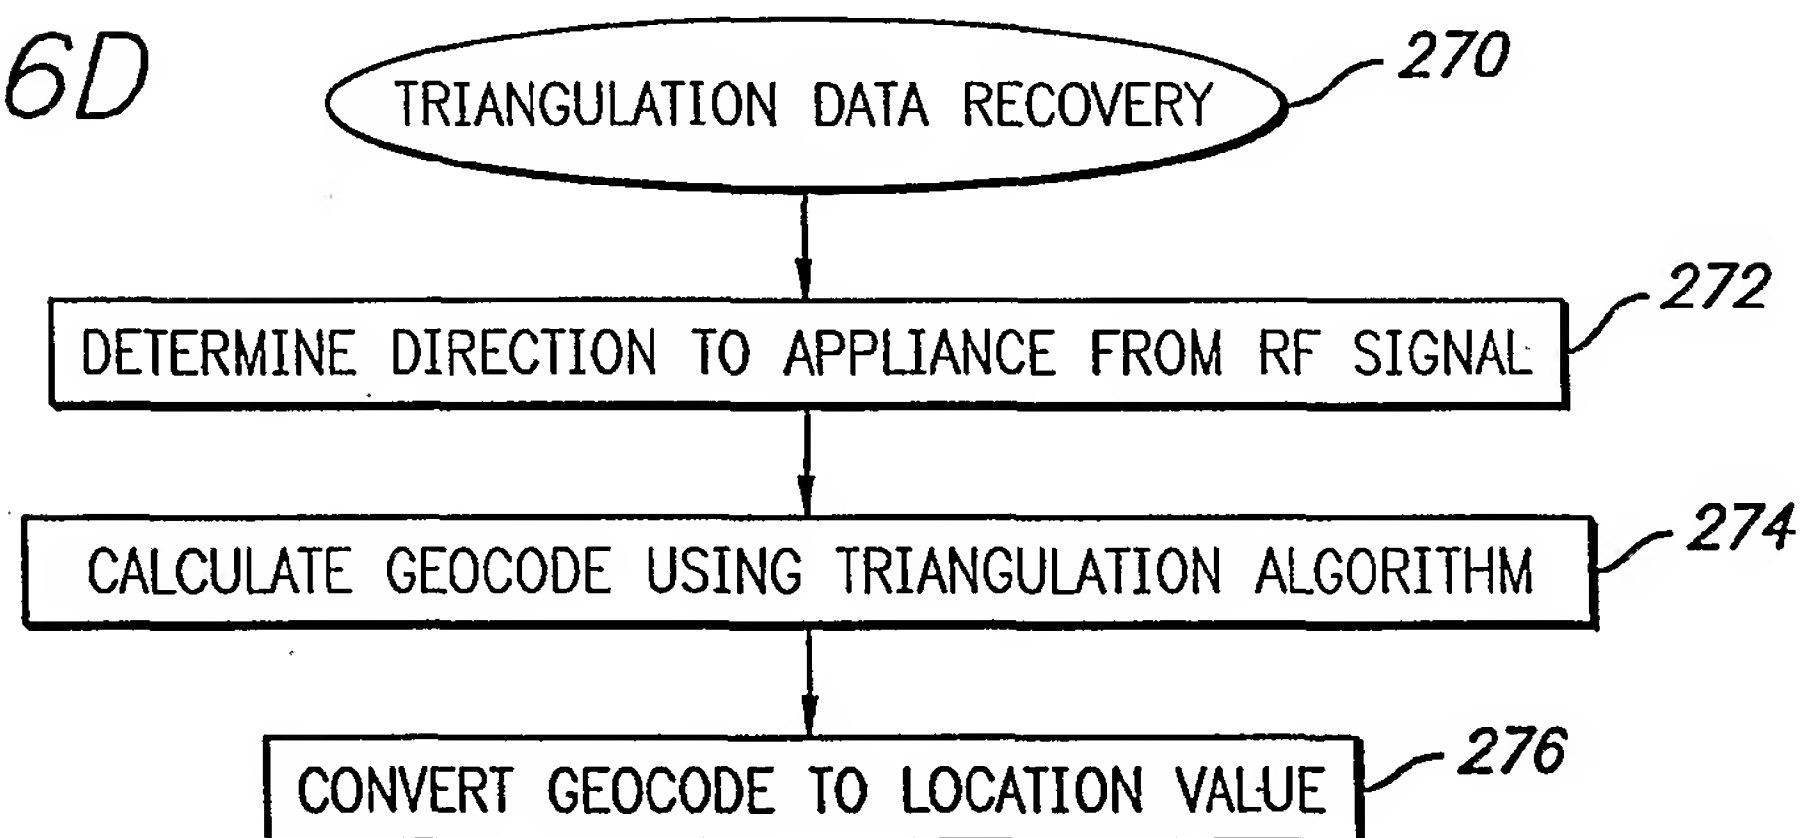 6D
TRIANGULATION DATA RECOVERY
270
DETERMINE DIRECTION TO APPLIANCE FROM RF SIGNAL
272
CALCULATE GEOCODE USING TRIANGULATION ALGORITHM
274
CONVERT GEOCODE TO LOCATION VALUE
276